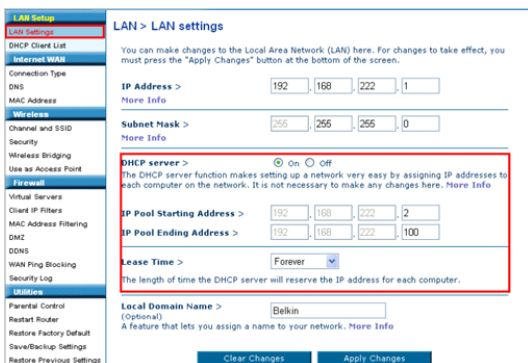 LAN Setup
LAN Settings
DHCP Client List
Internet WAN
Connection Type
DNS
MAC Address
Wireless
Channel and SSID
Security
Wireless Bridging
Use as Access Point
Firewall
Virtual Servers
Client IP Filters
MAC Address Filtering
DMZ
DDNS
WAN Ping Blocking
Security Log
Utilities
Parental Control
Restart Router
Restore Factory Default
Save/Backup Settings
Restore Previous Settings
LAN > LAN settings
You can make changes to the Local Area Network (LAN) here. For changes to take effect, you
must press the "Apply Changes" button at the bottom of the screen.
IP Address > 192 . 168 . 222 . 1
More Info
Subnet Mask > 255 . 255 . 255 . 0
More Info
DHCP server > On Off
The DHCP server function makes setting up a network very easy by assigning IP addresses to
each computer on the network. It is not necessary to make any changes here. More Info
IP Pool Starting Address > 192 . 168 . 222 . 2
IP Pool Ending Address > 192 . 168 . 222 . 100
Lease Time > Forever
The length of time the DHCP server will reserve the IP address for each computer.
Local Domain Name > Belkin
(Optional)
A feature that lets you assign a name to your network. More Info
Clear Changes Apply Changes